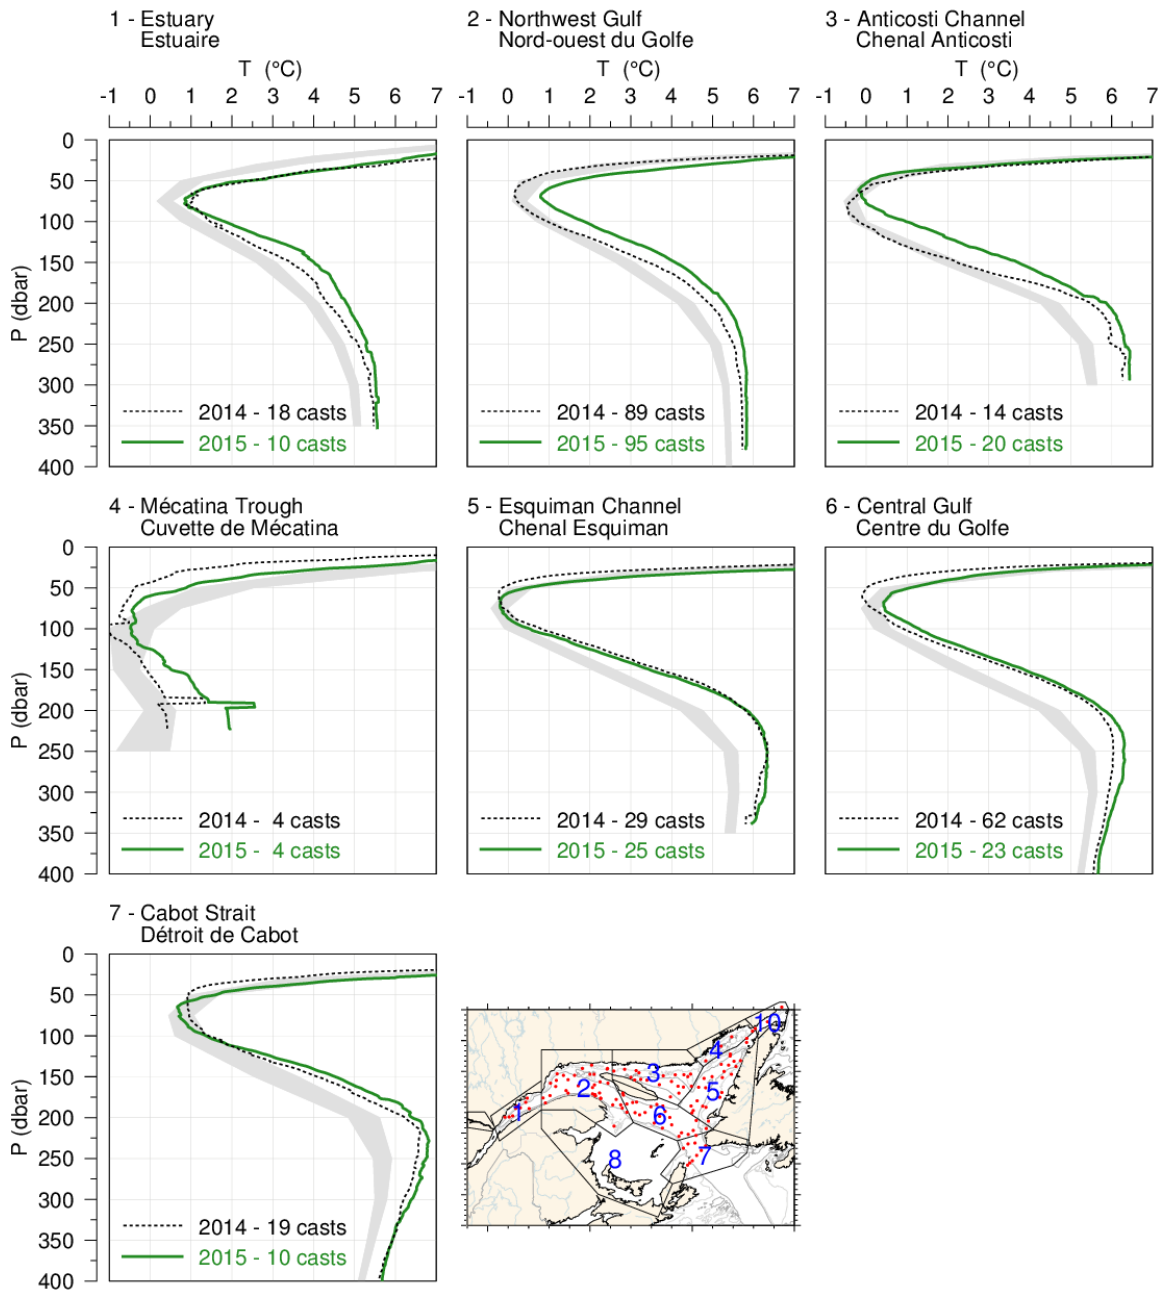 1 - Estuary
Estuaire
2 - Northwest Gulf
Nord-ouest du Golfe
3 - Anticosti Channel
Chenal Anticosti
T (°C)
T (°C)
T (°C)
-1 0 1 2 3 4 5 6 7
-1 0 1 2 3 4 5 6 7
-1 0 1 2 3 4 5 6 7
P (dbar)
0
50
100
150
200
250
300
350
400
2014 - 18 casts
2015 - 10 casts
2014 - 89 casts
2015 - 95 casts
2014 - 14 casts
2015 - 20 casts
4 - Mécatina Trough
Cuvette de Mécatina
5 - Esquiman Channel
Chenal Esquiman
6 - Central Gulf
Centre du Golfe
P (dbar)
0
50
100
150
200
250
300
350
400
2014 - 4 casts
2015 - 4 casts
2014 - 29 casts
2015 - 25 casts
2014 - 62 casts
2015 - 23 casts
7 - Cabot Strait
Détroit de Cabot
P (dbar)
0
50
100
150
200
250
300
350
400
2014 - 19 casts
2015 - 10 casts
10
4
3
2
5
1
6
8
7